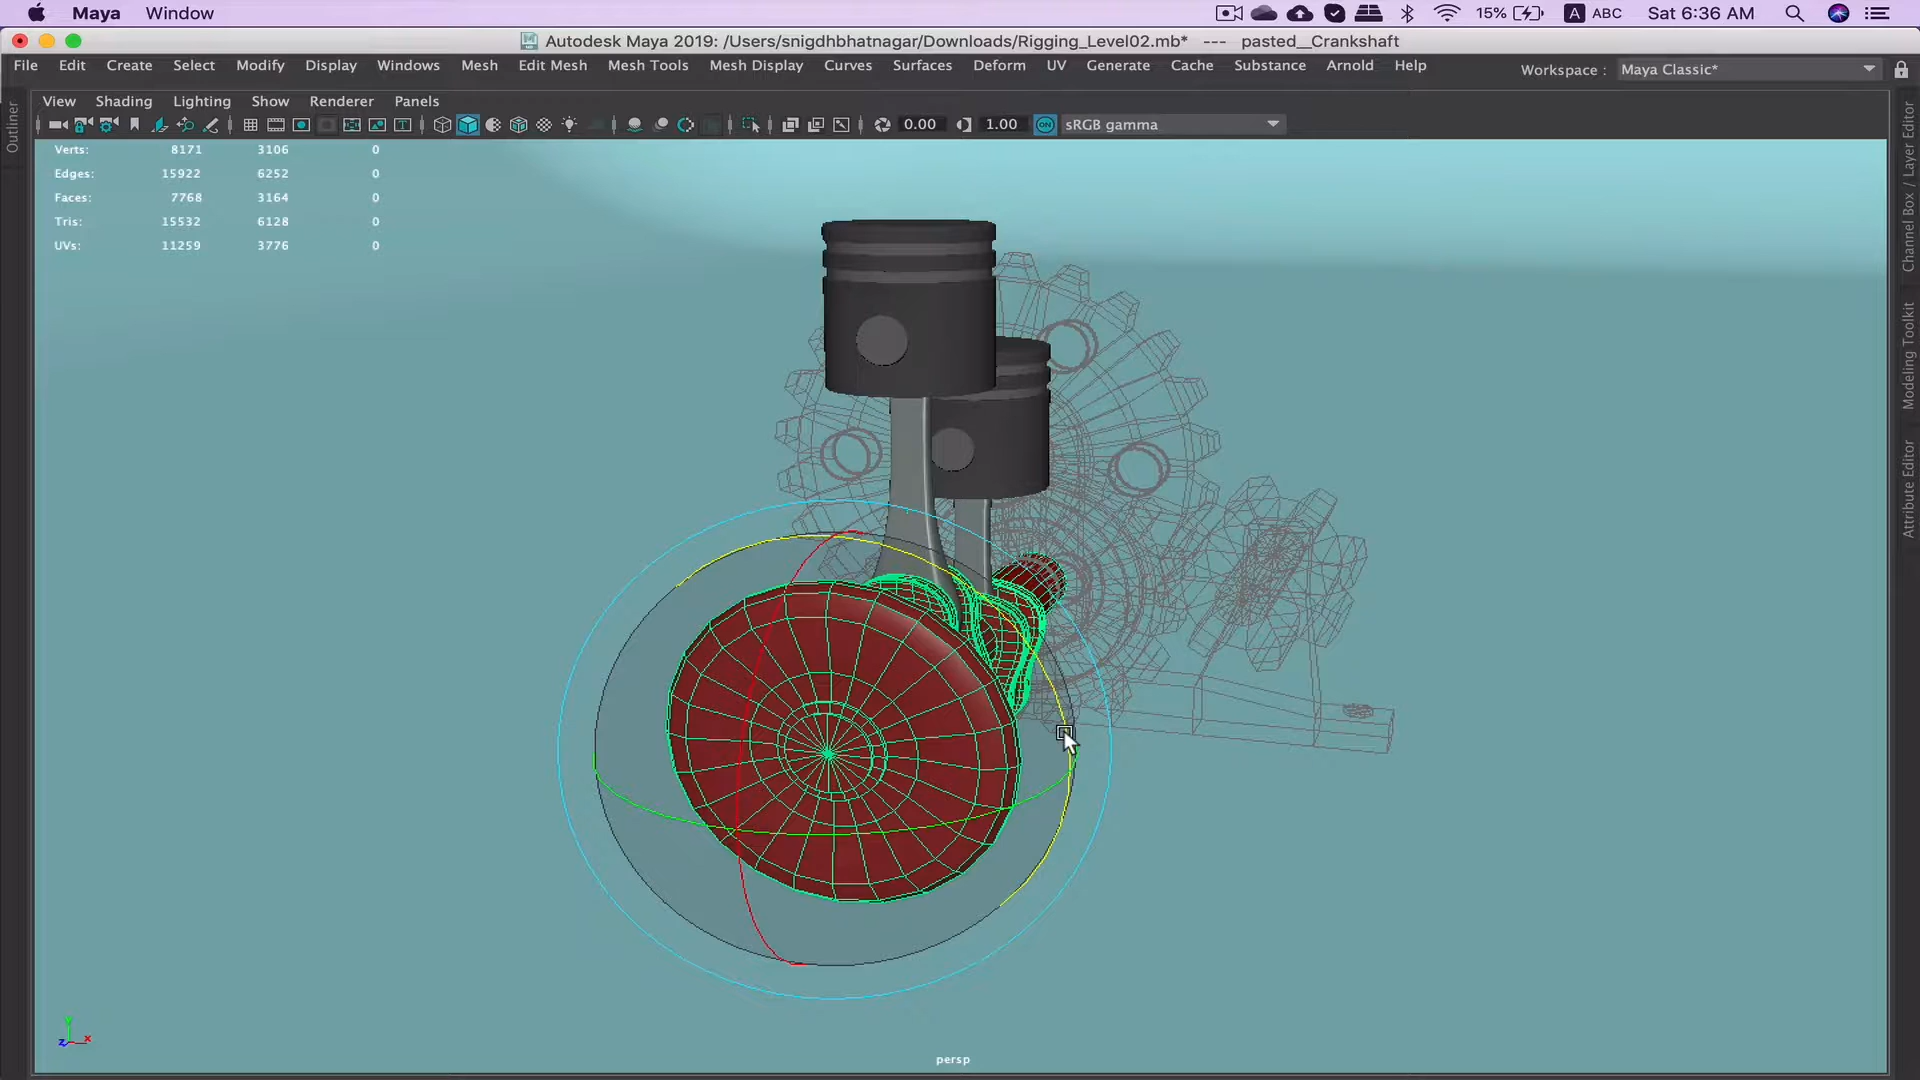 Maya Window 15% A ABC Sat 6:36 AM
Autodesk Maya 2019: /Users/snigdhbhatnagar/Downloads/Rigging_Level02.mb* --- pasted__Crankshaft
File Edit Create Select Modify Display Windows Mesh Edit Mesh Mesh Tools Mesh Display Curves Surfaces Deform UV Generate Cache Substance Arnold Help Workspace : Maya Classic*
View Shading Lighting Show Renderer Panels
0.00 1.00 ON sRGB gamma
Outliner
Verts: 8171 3106 0
Edges: 15922 6252 0
Faces: 7768 3164 0
Tris: 15532 6128 0
UVs: 11259 3776 0
Channel Box / Layer Editor
Modeling Toolkit
Attribute Editor
y
z x
persp